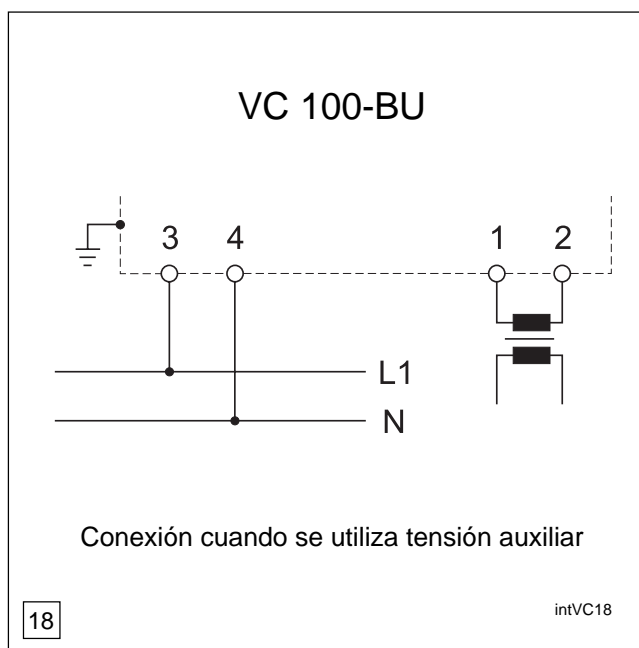 VC 100-BU
3 4 1 2
L1
N
Conexión cuando se utiliza tensión auxiliar
18
intVC18